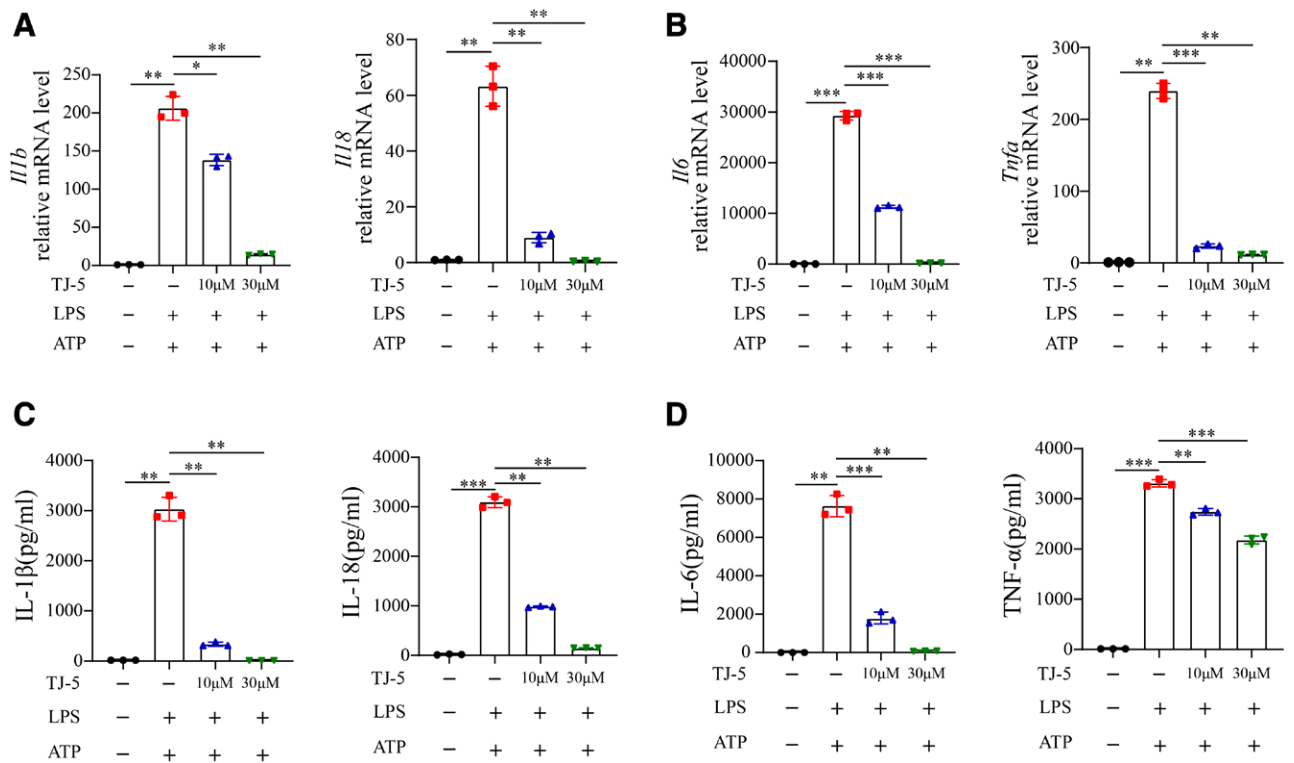 A
B
Il1b
relative mRNA level
250
200
150
100
50
0
**
*
**
Il18
relative mRNA level
80
60
40
20
0
**
**
**
Il6
relative mRNA level
40000
30000
20000
10000
0
***
***
***
Tnfa
relative mRNA level
300
200
100
0
**
***
**
TJ-5 − − 10μM 30μM
LPS − + + +
ATP − + + +
TJ-5 − − 10μM 30μM
LPS − + + +
ATP − + + +
TJ-5 − − 10μM 30μM
LPS − + + +
ATP − + + +
TJ-5 − − 10μM 30μM
LPS − + + +
ATP − + + +
C
D
IL-1β(pg/ml)
4000
3000
2000
1000
0
**
**
**
IL-18(pg/ml)
4000
3000
2000
1000
0
***
**
**
IL-6(pg/ml)
10000
8000
6000
4000
2000
0
**
***
**
TNF-α(pg/ml)
4000
3000
2000
1000
0
***
**
***
TJ-5 − − 10μM 30μM
LPS − + + +
ATP − + + +
TJ-5 − − 10μM 30μM
LPS − + + +
ATP − + + +
TJ-5 − − 10μM 30μM
LPS − + + +
ATP − + + +
TJ-5 − − 10μM 30μM
LPS − + + +
ATP − + + +